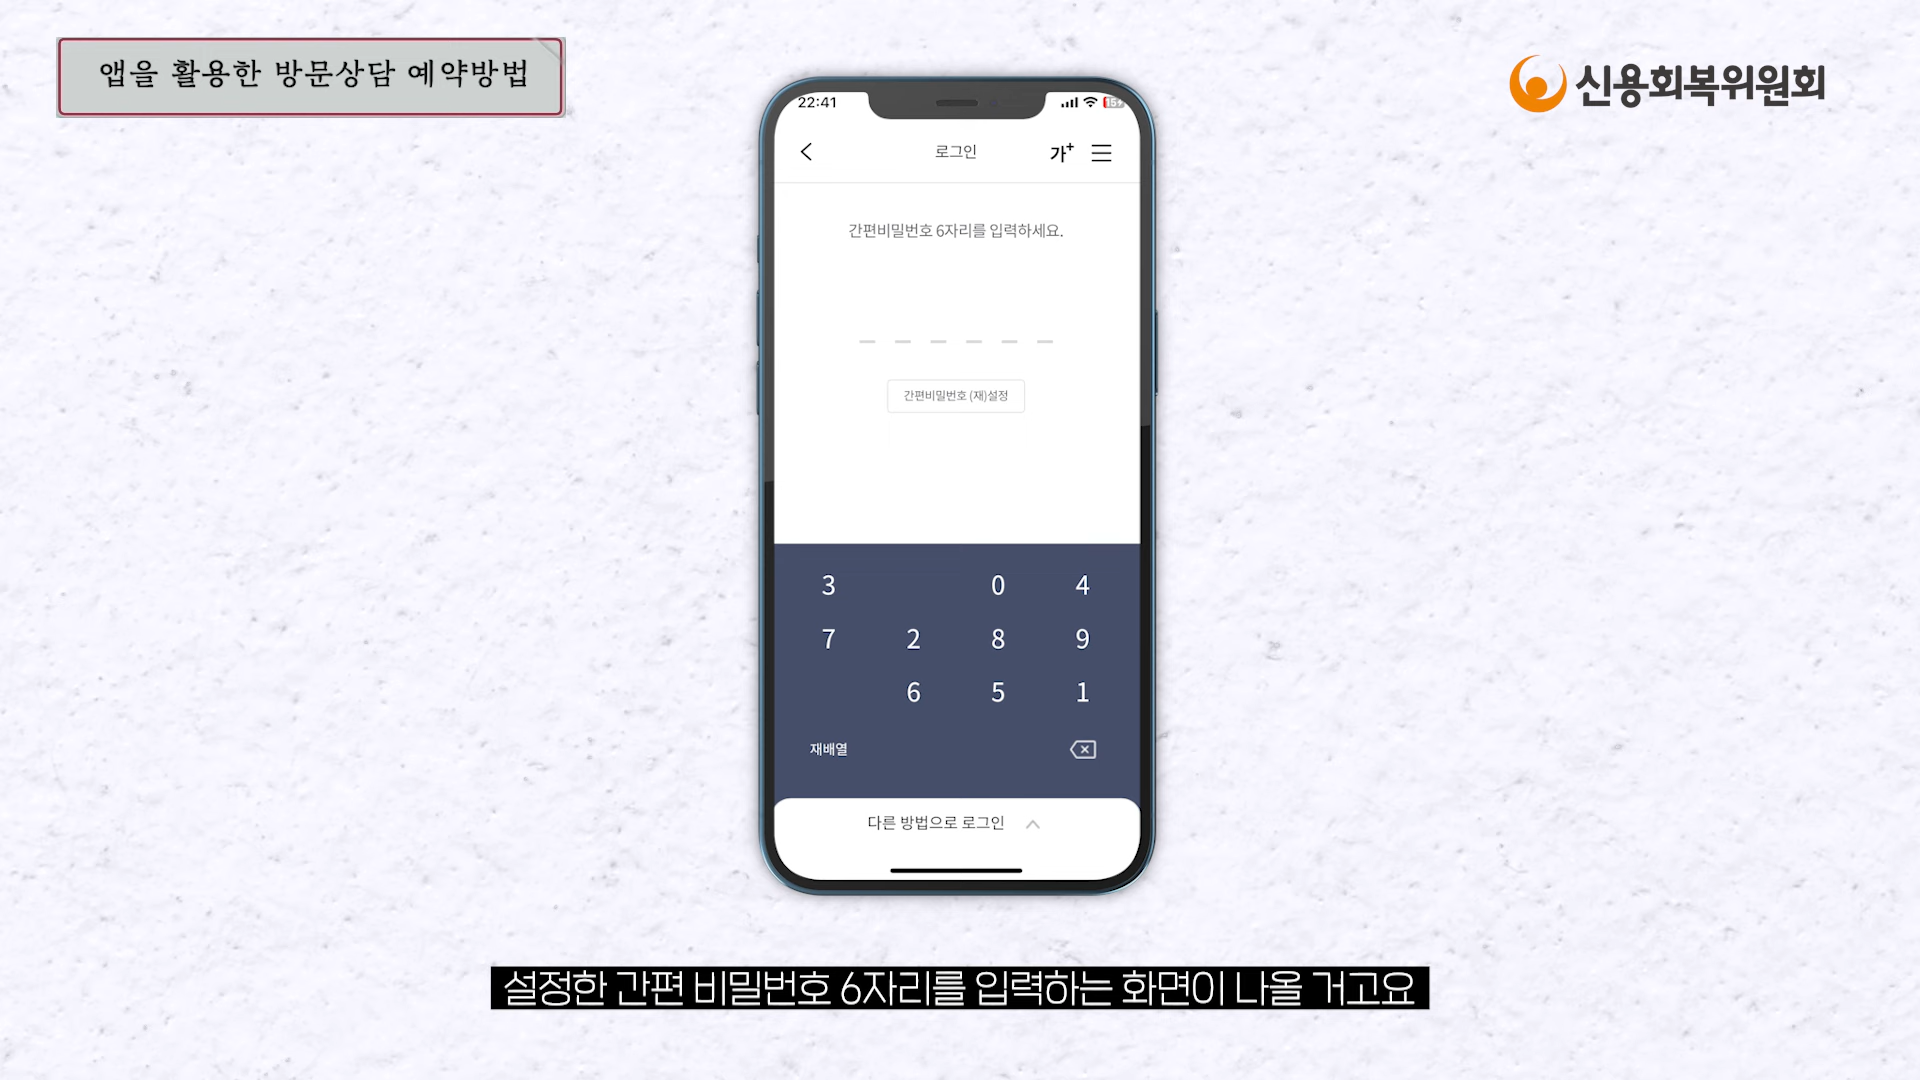 앱을 활용한 방문상담 예약방법
신용회복위원회
22:41
15
로그인
가+
간편비밀번호 6자리를 입력하세요.
간편비밀번호 (재)설정
3 0 4
7 2 8 9
6 5 1
재배열
다른 방법으로 로그인
설정한 간편 비밀번호 6자리를 입력하는 화면이 나올 거고요